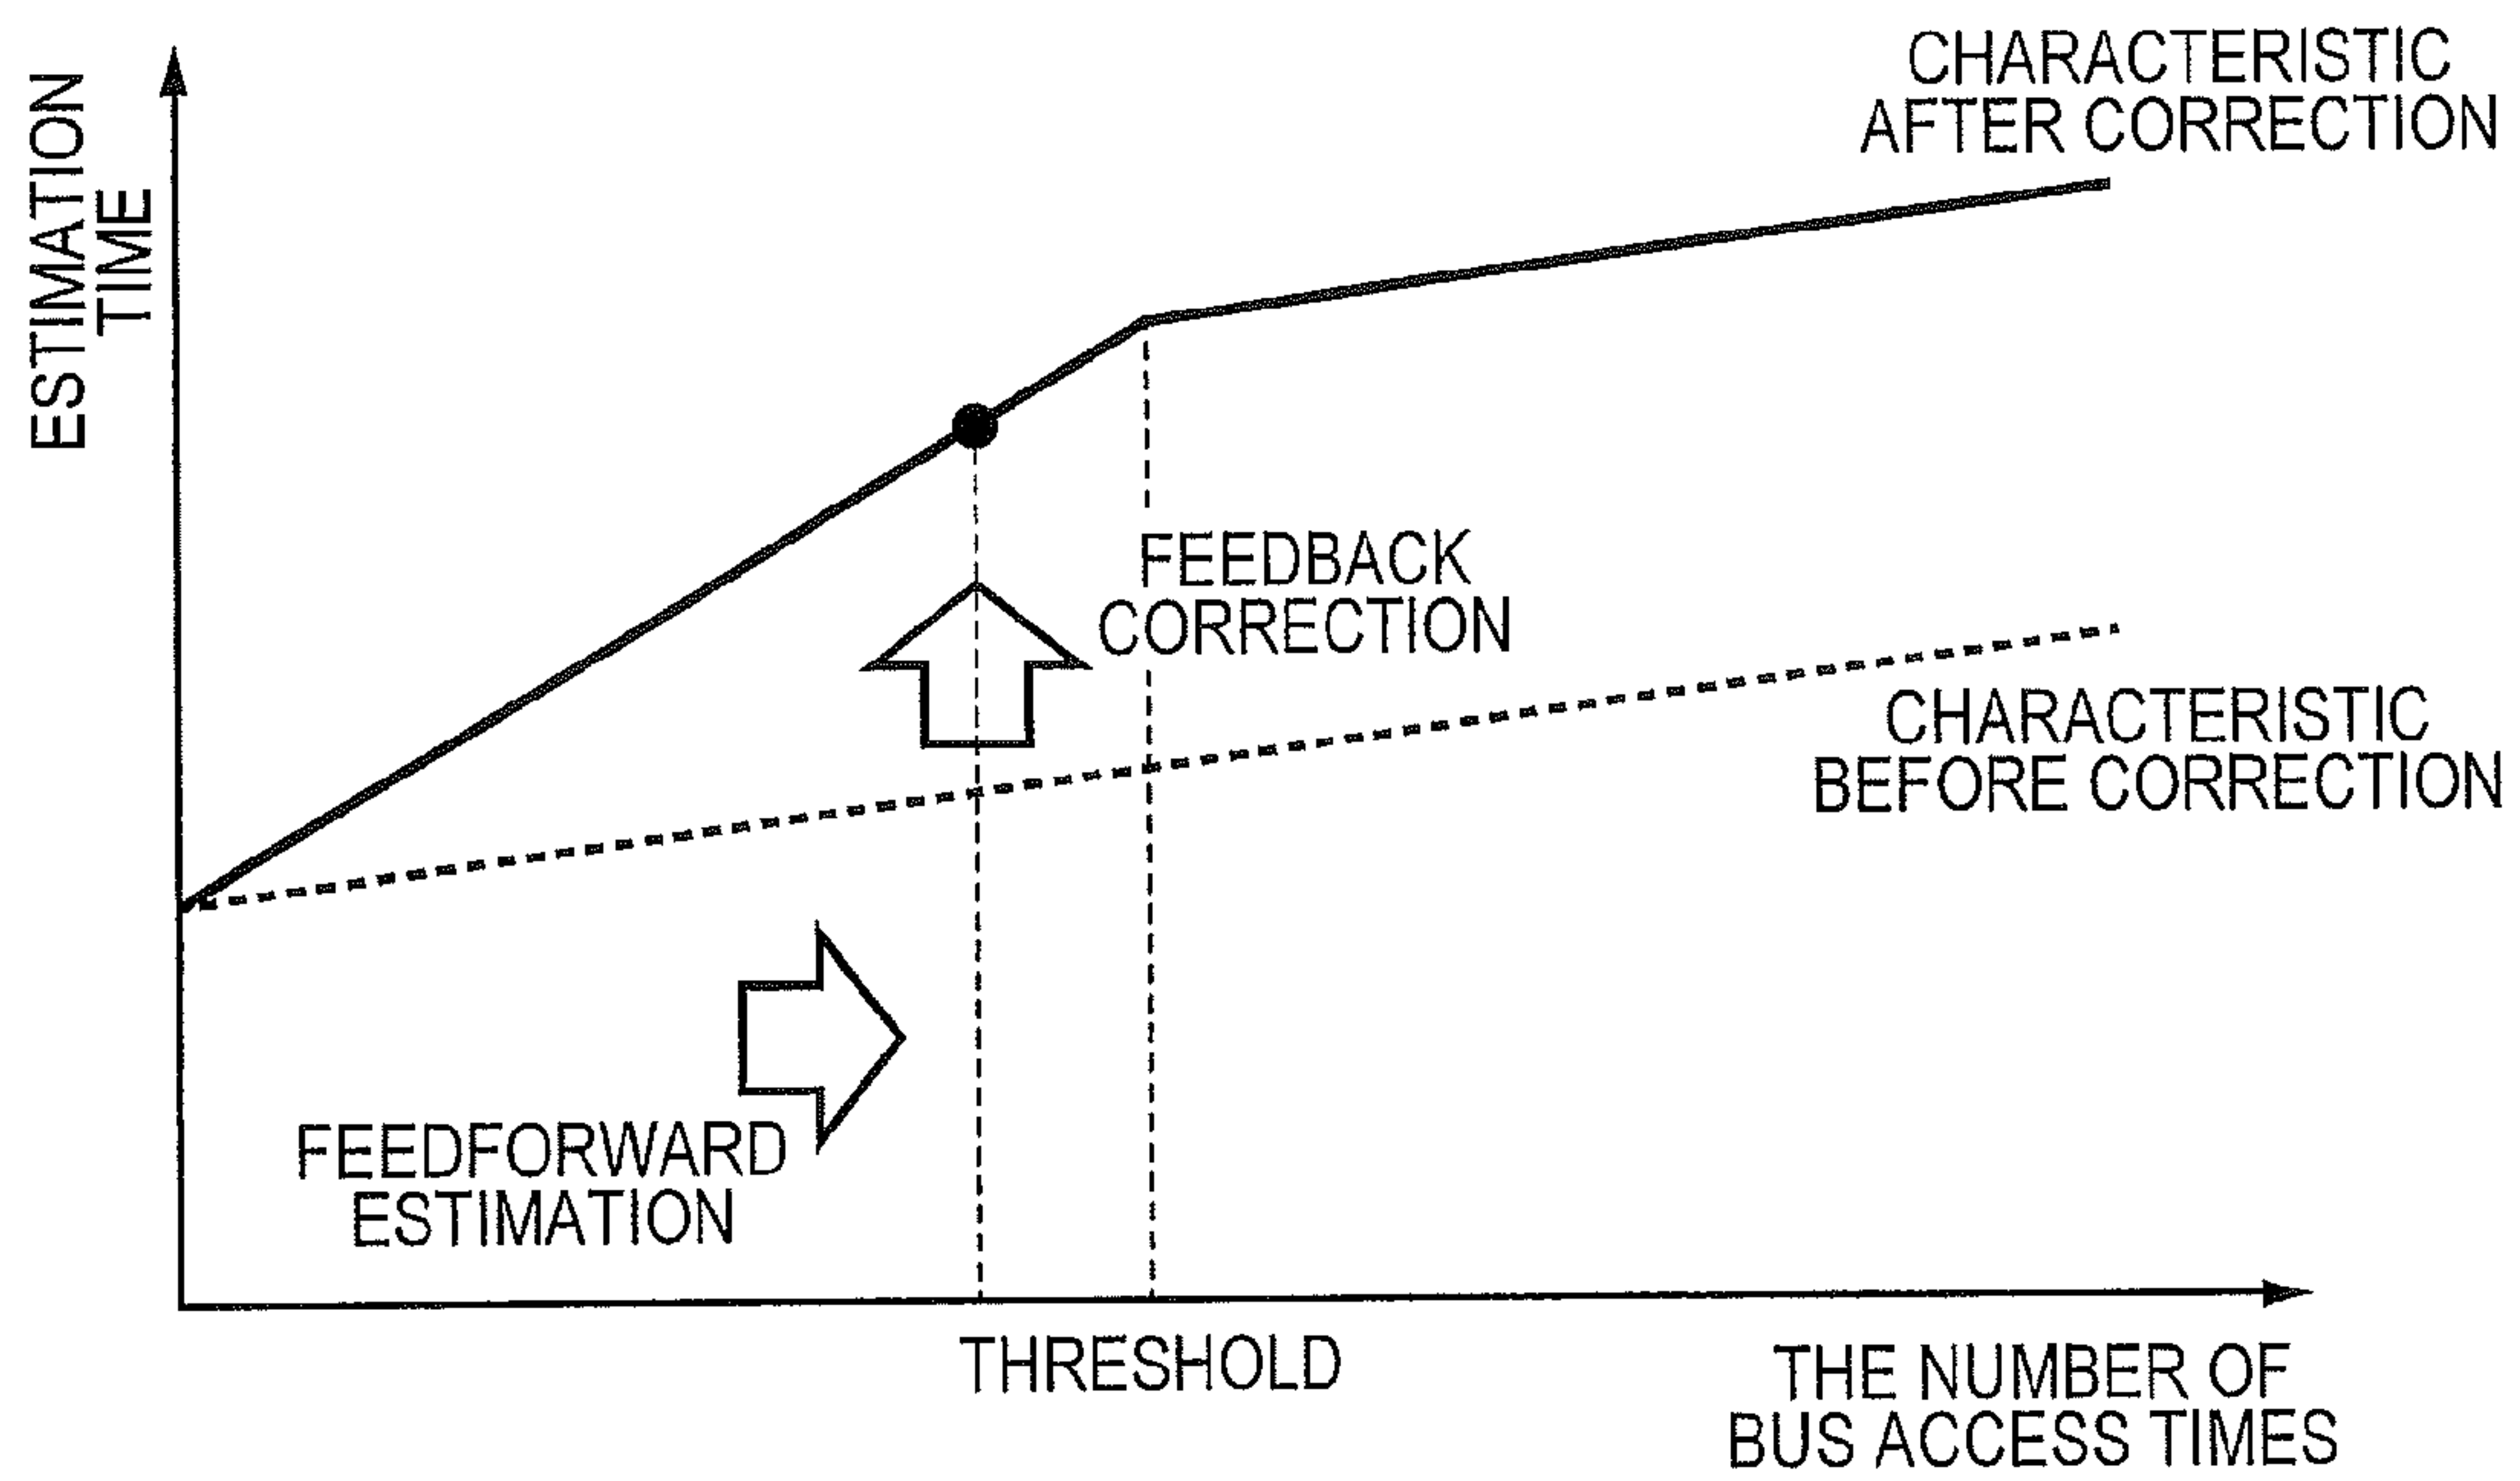 ESTIMATION
TIME
CHARACTERISTIC
AFTER CORRECTION
FEEDBACK
CORRECTION
CHARACTERISTIC
BEFORE CORRECTION
FEEDFORWARD
ESTIMATION
THRESHOLD
THE NUMBER OF
BUS ACCESS TIMES